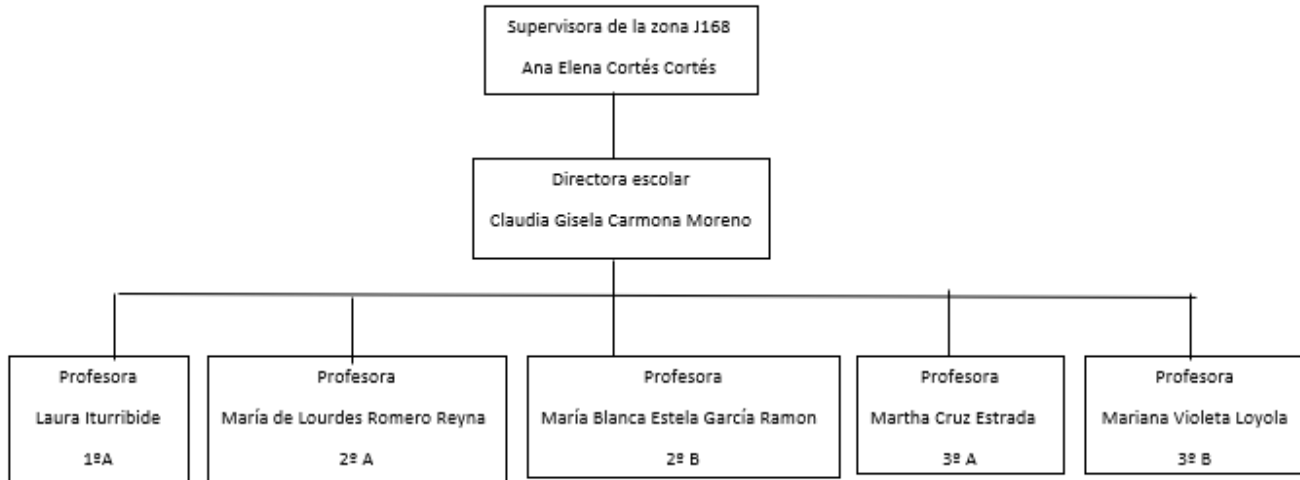 Supervisora de la zona J168
Ana Elena Cortés Cortés
Directora escolar
Claudia Gisela Carmona Moreno
Profesora
Laura Iturribide
1ºA
Profesora
María de Lourdes Romero Reyna
2º A
Profesora
María Blanca Estela García Ramon
2º B
Profesora
Martha Cruz Estrada
3º A
Profesora
Mariana Violeta Loyola
3º B